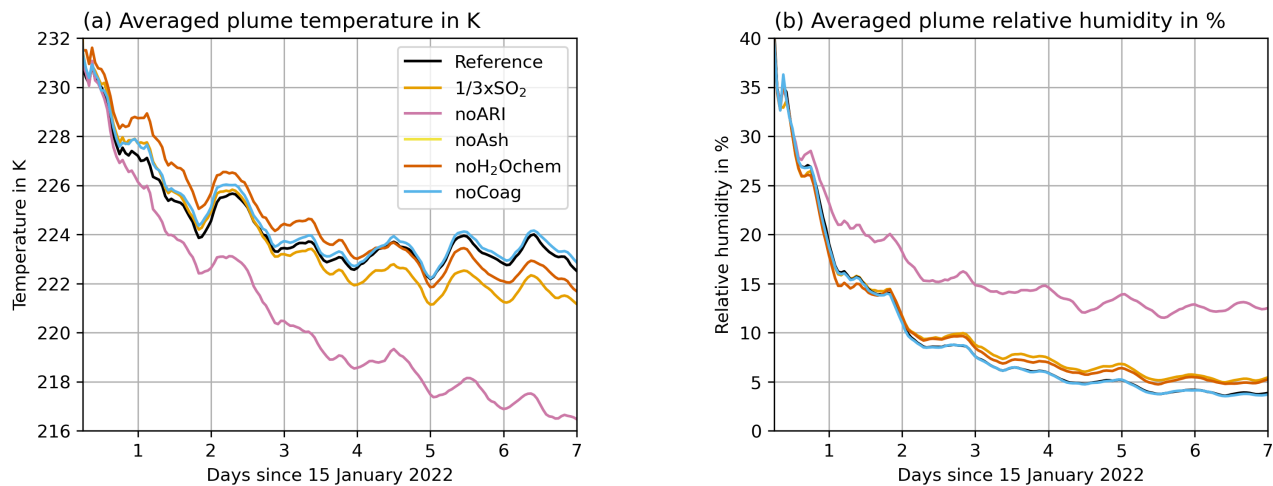 (a) Averaged plume temperature in K
232
230
228
226
224
222
220
218
216
Temperature in K
Reference
1/3xSO₂
noARI
noAsh
noH₂Ochem
noCoag
1 2 3 4 5 6 7
Days since 15 January 2022
(b) Averaged plume relative humidity in %
40
35
30
25
20
15
10
5
0
Relative humidity in %
1 2 3 4 5 6 7
Days since 15 January 2022